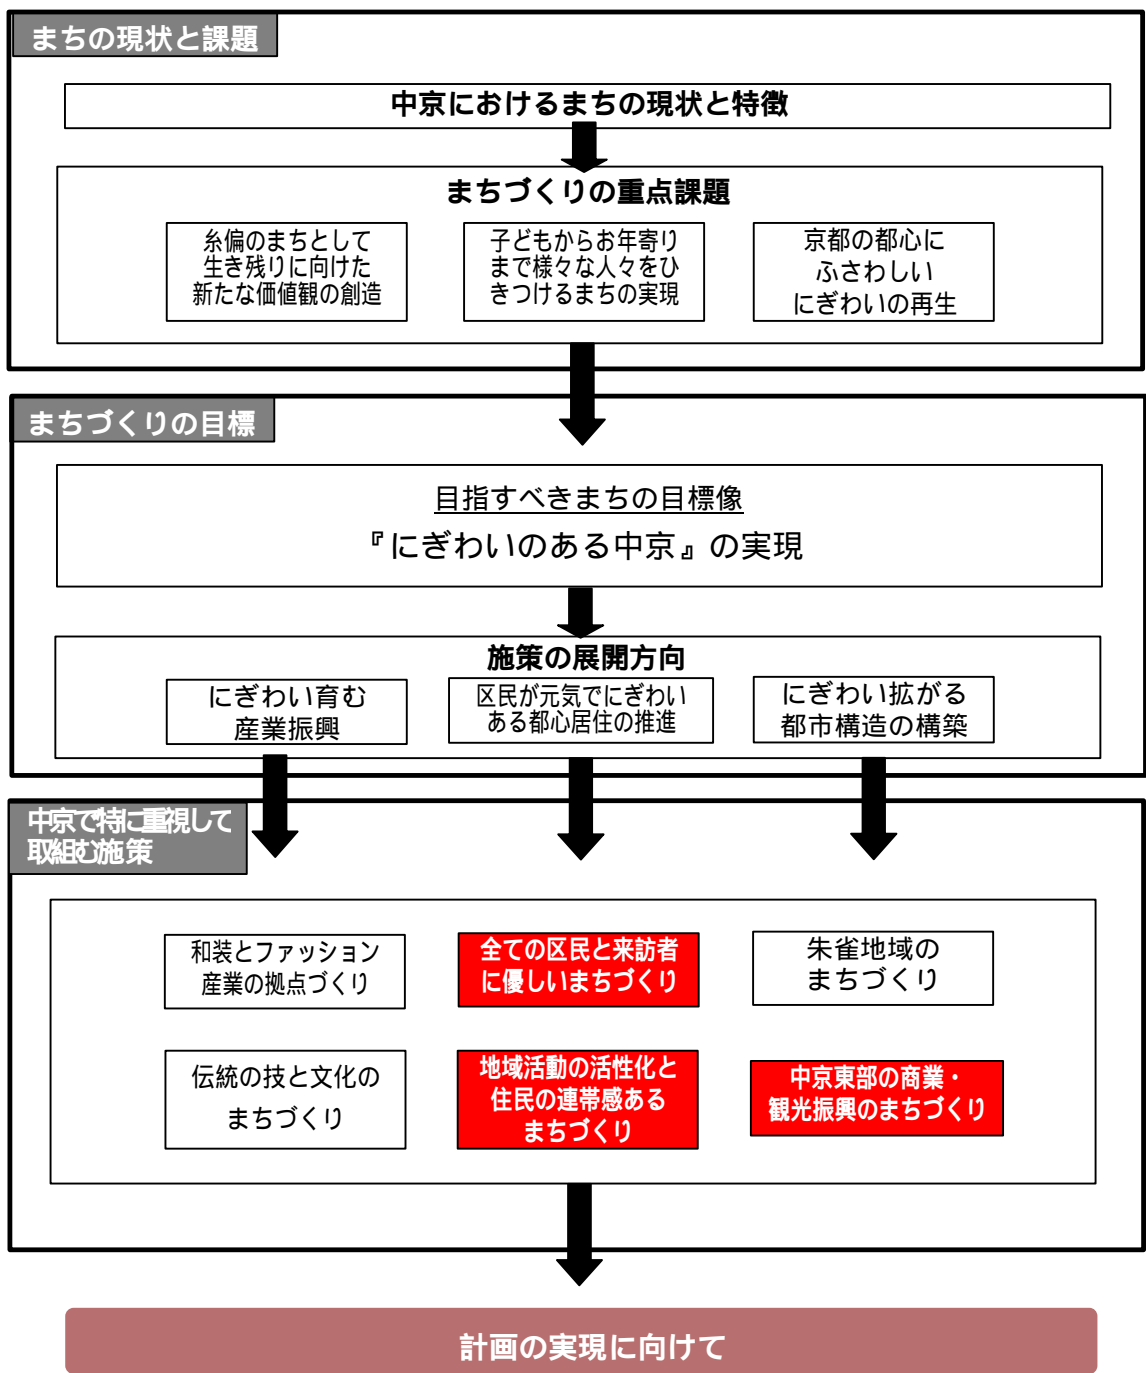 まちの現状と課題
中京におけるまちの現状と特徴
まちづくりの重点課題
糸偏のまちとして
生き残りに向けた
新たな価値観の創造
子どもからお年寄り
まで様々な人々をひ
きつけるまちの実現
京都の都心に
ふさわしい
にぎわいの再生
まちづくりの目標
目指すべきまちの目標像
『にぎわいのある中京』の実現
施策の展開方向
にぎわい育む
産業振興
区民が元気でにぎわい
ある都心居住の推進
にぎわい拡がる
都市構造の構築
中京で特に重視して
取組む施策
和装とファッション
産業の拠点づくり
全ての区民と来訪者
に優しいまちづくり
朱雀地域の
まちづくり
伝統の技と文化の
まちづくり
地域活動の活性化と
住民の連帯感ある
まちづくり
中京東部の商業・
観光振興のまちづくり
計画の実現に向けて